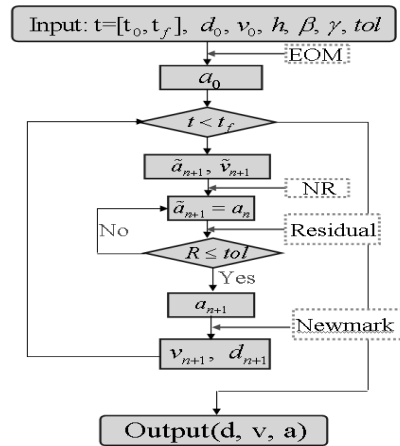 Input: t=[t₀, t_f], d₀, v₀, h, β, γ, tol
EOM
a₀
t < t_f
ã_{n+1}, ṽ_{n+1}
NR
ã_{n+1} = a_n
No
Residual
R ≤ tol
Yes
a_{n+1}
Newmark
v_{n+1}, d_{n+1}
Output(d, v, a)